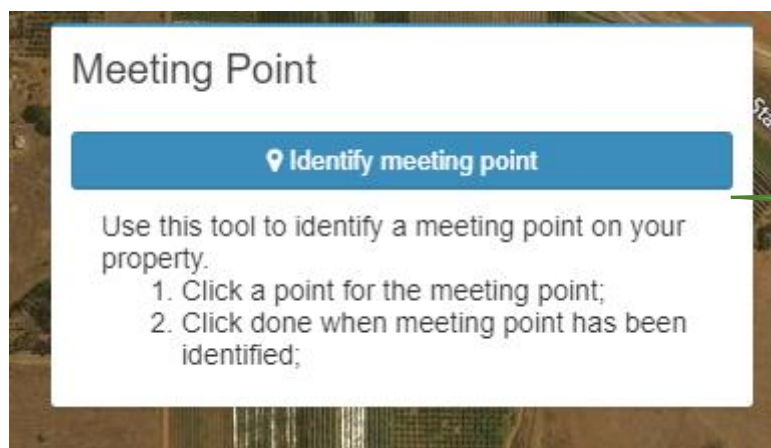 Meeting Point
Identify meeting point
Use this tool to identify a meeting point on your
property.
1. Click a point for the meeting point;
2. Click done when meeting point has been
identified;